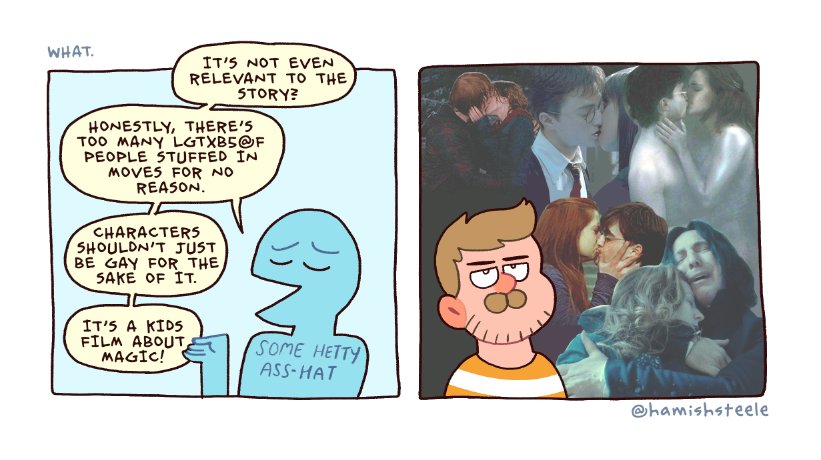 WHAT.
IT'S NOT EVEN
RELEVANT TO THE
STORY?
HONESTLY, THERE'S
TOO MANY LGTXB5@F
PEOPLE STUFFED IN
MOVES FOR NO
REASON.
CHARACTERS
SHOULDN'T JUST
BE GAY FOR THE
SAKE OF IT.
IT'S A KIDS
FILM ABOUT
MAGIC!
SOME HETTY
ASS-HAT
@hamishsteele